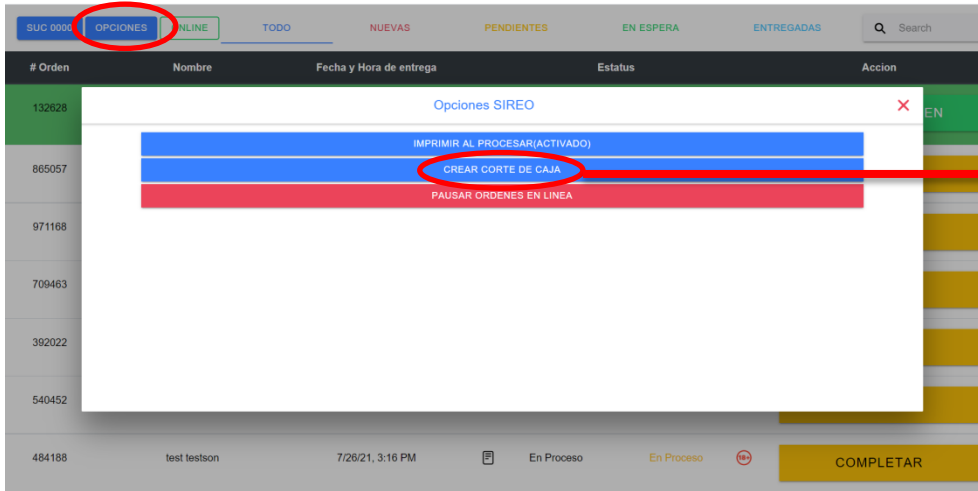 SUC 0000 OPCIONES ONLINE TODO NUEVAS PENDIENTES EN ESPERA ENTREGADAS Search
# Orden Nombre Fecha y Hora de entrega Estatus Accion
Opciones SIREO
132628 EN
IMPRIMIR AL PROCESAR(ACTIVADO)
865057 CREAR CORTE DE CAJA
PAUSAR ORDENES EN LINEA
971168
709463
392022
540452
484188 test testson 7/26/21, 3:16 PM En Proceso En Proceso 18+ COMPLETAR